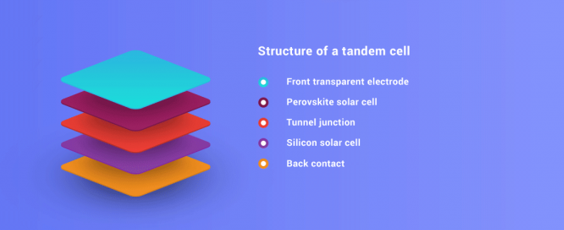 Structure of a tandem cell
Front transparent electrode
Perovskite solar cell
Tunnel junction
Silicon solar cell
Back contact